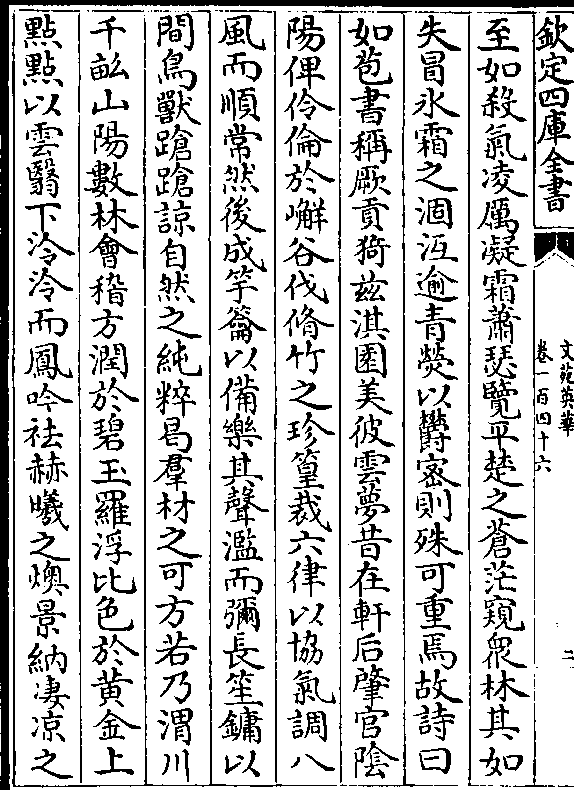 欽定四庫全書
文苑英華
卷一百四十六
二
至如殺氣凌厲凝霜蕭瑟覽平楚之蒼茫窺衆林其如
失冒氷霜之涸沍逾青熒以欝宻則殊可重焉故詩曰
如苞書稱厥貢猗兹淇園美彼雲夢昔在軒后肇官陰
陽俾伶倫於嶰谷伐脩竹之珍篁裁六律以協氣調八
風而順常然後成竽籥以備樂其聲濫而彌長笙鏞以
間鳥獸蹌蹌諒自然之純粹曷羣材之可方若乃渭川
千畝山陽數林會稽方潤於碧玉羅浮比色於黄金上
點點以雲翳下泠泠而鳳吟祛赫曦之燠景納凄凉之